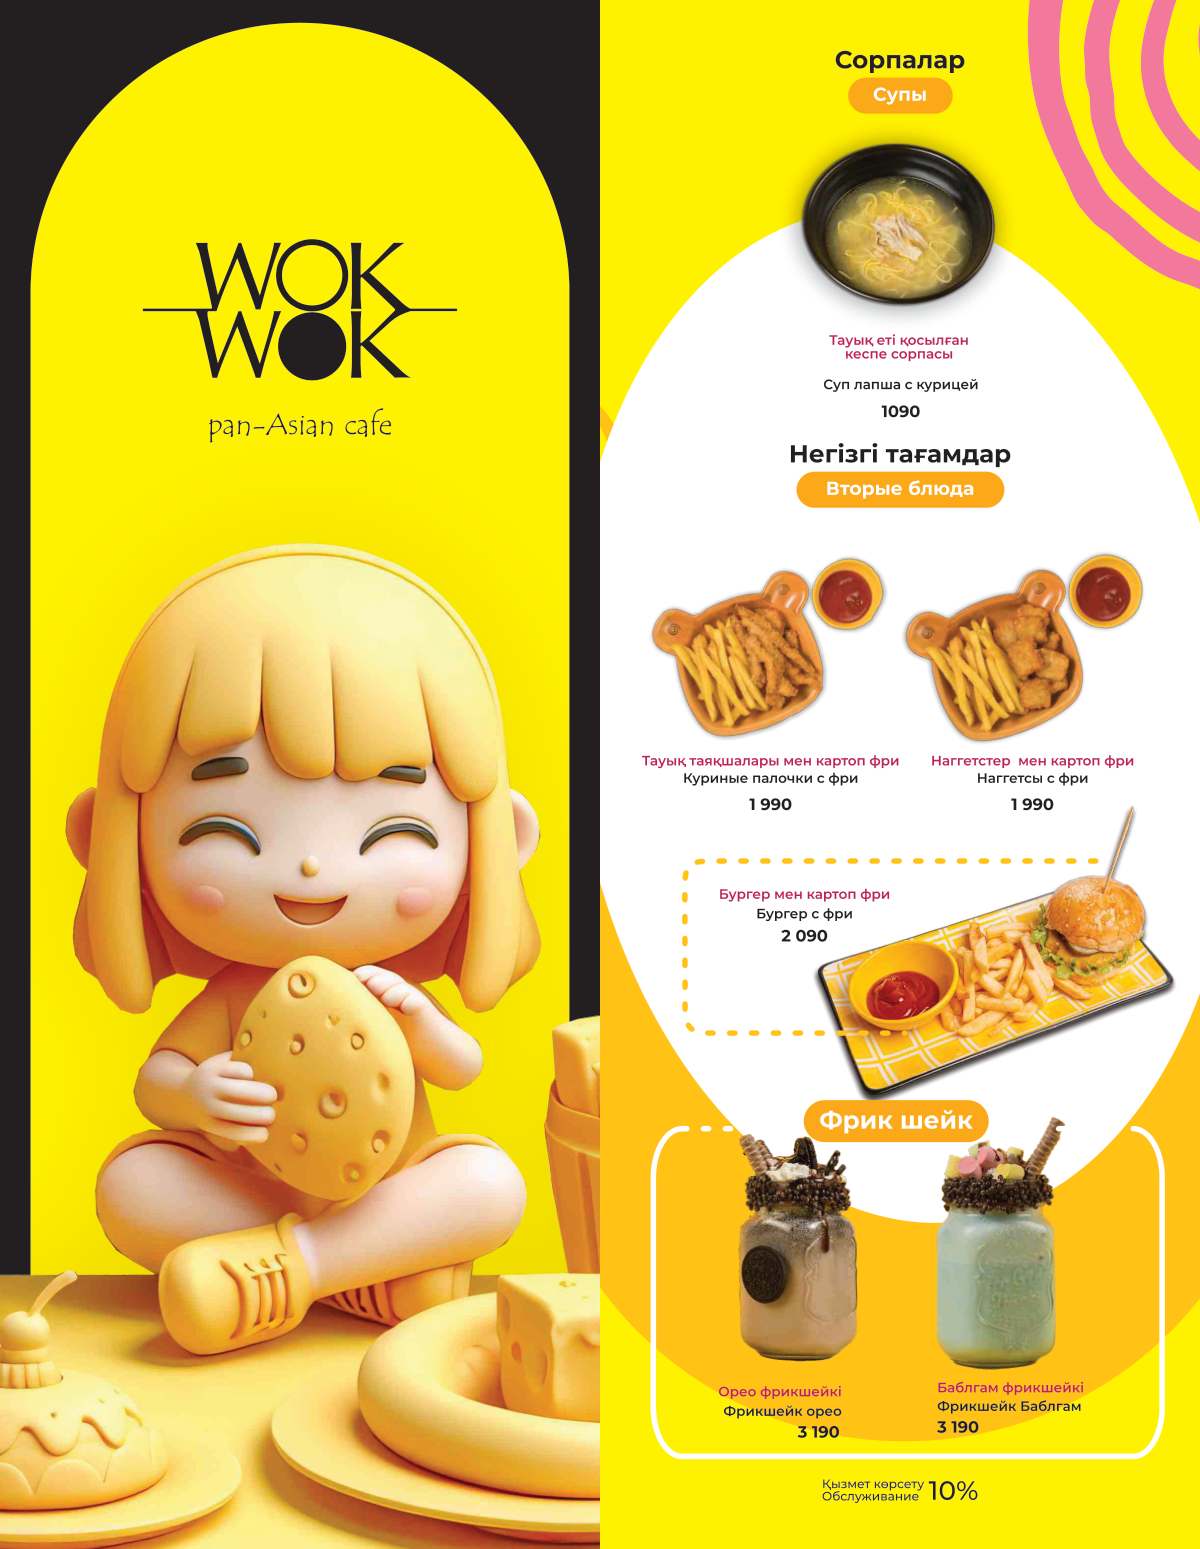 WOK
WOK
pan-Asian cafe
Сорпалар
Супы
Тауық еті қосылған
кеспе сорпасы
Суп лапша с курицей
1090
Негізгі тағамдар
Вторые блюда
Тауық таяқшалары мен картоп фри
Куриные палочки с фри
1 990
Наггетстер мен картоп фри
Наггетсы с фри
1 990
Бургер мен картоп фри
Бургер с фри
2 090
Фрик шейк
Орео фрикшейкі
Фрикшейк орео
3 190
Баблгам фрикшейкі
Фрикшейк Баблгам
3 190
Қызмет көрсету
Обслуживание 10%